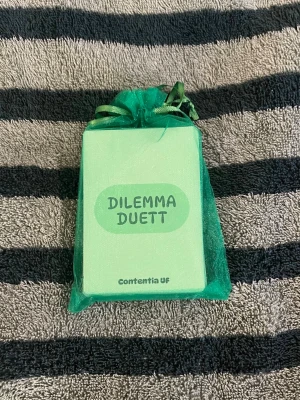 DILEMMA
DUETT
Contentia UF